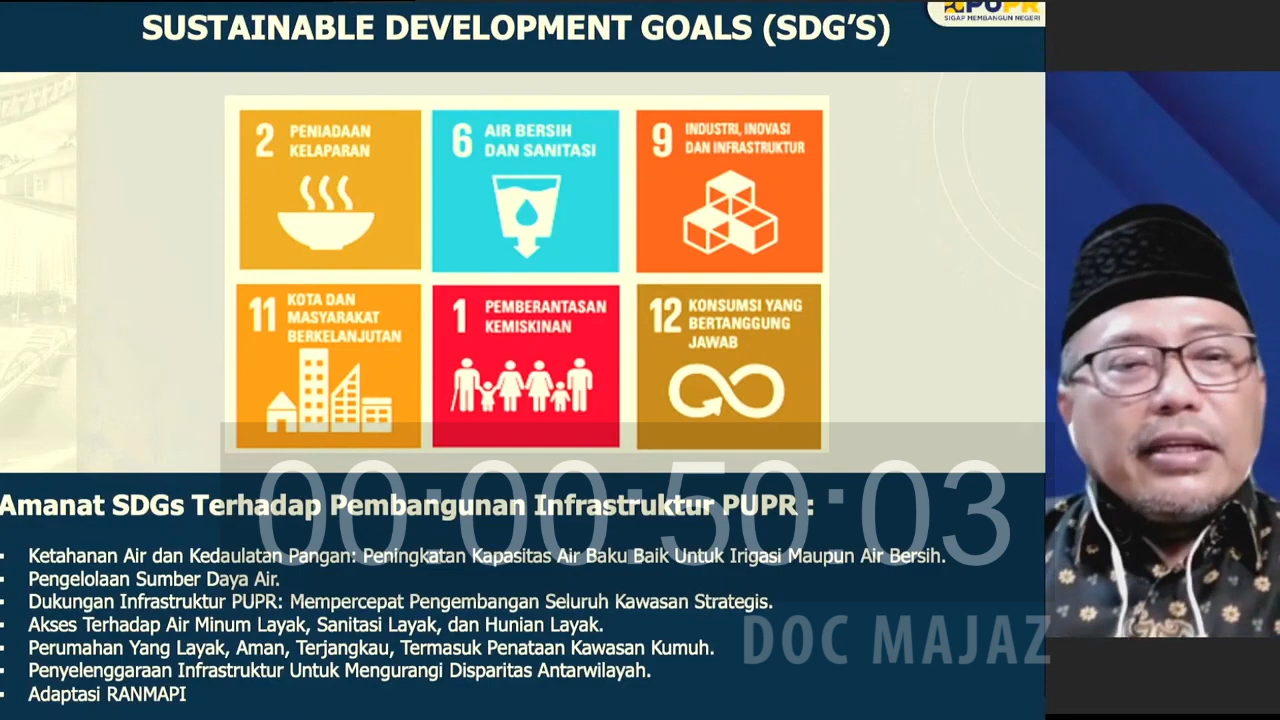 SUSTAINABLE DEVELOPMENT GOALS (SDG'S)
PUPR
SIGAP MEMBANGUN NEGERI
2 PENIADAAN
KELAPARAN
6 AIR BERSIH
DAN SANITASI
9 INDUSTRI, INOVASI
DAN INFRASTRUKTUR
11 KOTA DAN
MASYARAKAT
BERKELANJUTAN
1 PEMBERANTASAN
KEMISKINAN
12 KONSUMSI YANG
BERTANGGUNG
JAWAB
00:00:50:03
Amanat SDGs Terhadap Pembangunan Infrastruktur PUPR :
Ketahanan Air dan Kedaulatan Pangan: Peningkatan Kapasitas Air Baku Baik Untuk Irigasi Maupun Air Bersih.
Pengelolaan Sumber Daya Air.
Dukungan Infrastruktur PUPR: Mempercepat Pengembangan Seluruh Kawasan Strategis.
Akses Terhadap Air Minum Layak, Sanitasi Layak, dan Hunian Layak.
Perumahan Yang Layak, Aman, Terjangkau, Termasuk Penataan Kawasan Kumuh.
Penyelenggaraan Infrastruktur Untuk Mengurangi Disparitas Antarwilayah.
Adaptasi RANMAPI
DOC MAJAZ